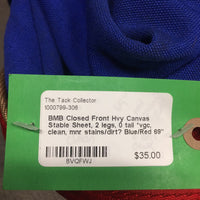 The Tack Collector
1000799-306
BMB Closed Front Hvy Canvas
Stable Sheet, 2 legs, 0 tail "vgc,
clean, mnr stains/dirt? Blue/Red 69"
$35.00
6VQFWJ